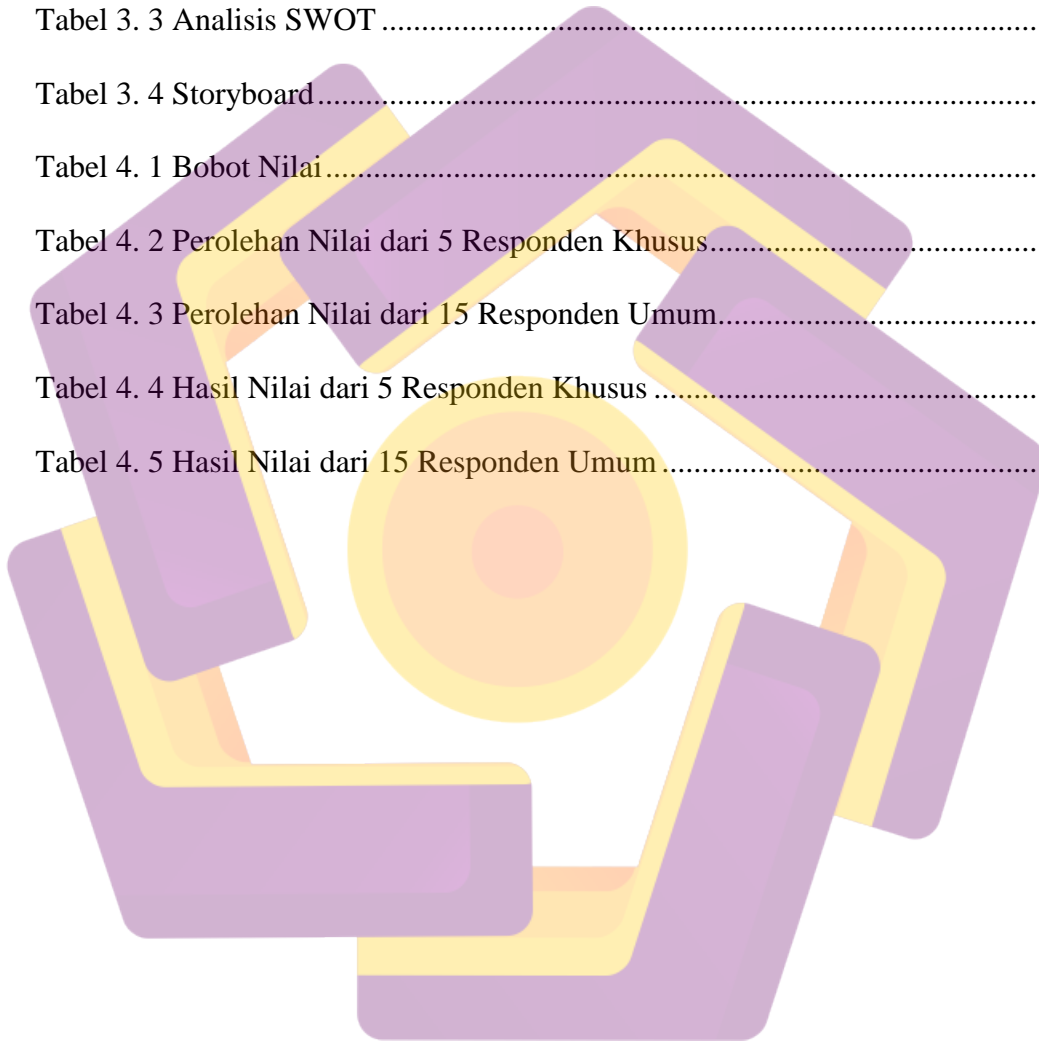 Tabel 3. 3 Analisis SWOT ....................................................................................
Tabel 3. 4 Storyboard............................................................................................
Tabel 4. 1 Bobot Nilai...........................................................................................
Tabel 4. 2 Perolehan Nilai dari 5 Responden Khusus..........................................
Tabel 4. 3 Perolehan Nilai dari 15 Responden Umum.........................................
Tabel 4. 4 Hasil Nilai dari 5 Responden Khusus .................................................
Tabel 4. 5 Hasil Nilai dari 15 Responden Umum ................................................